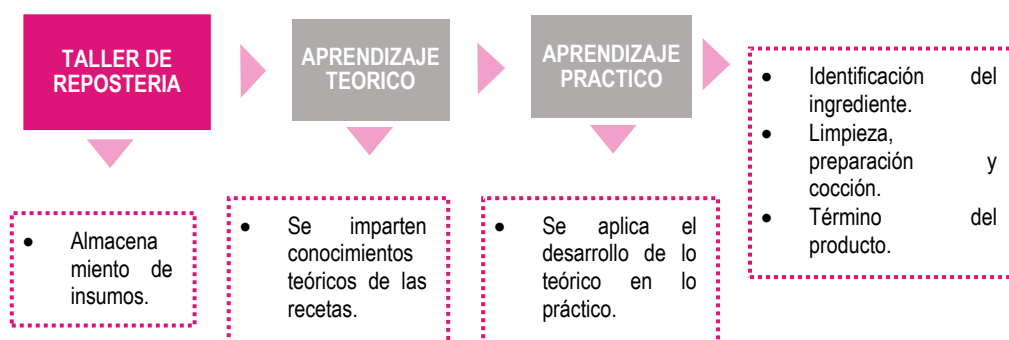 TALLER DE
REPOSTERIA
APRENDIZAJE
TEORICO
APRENDIZAJE
PRACTICO
• Identificación del
ingrediente.
• Limpieza,
preparación y
cocción.
• Término del
producto.
• Almacena
miento de
insumos.
• Se imparten
conocimientos
teóricos de las
recetas.
• Se aplica el
desarrollo de lo
teórico en lo
práctico.